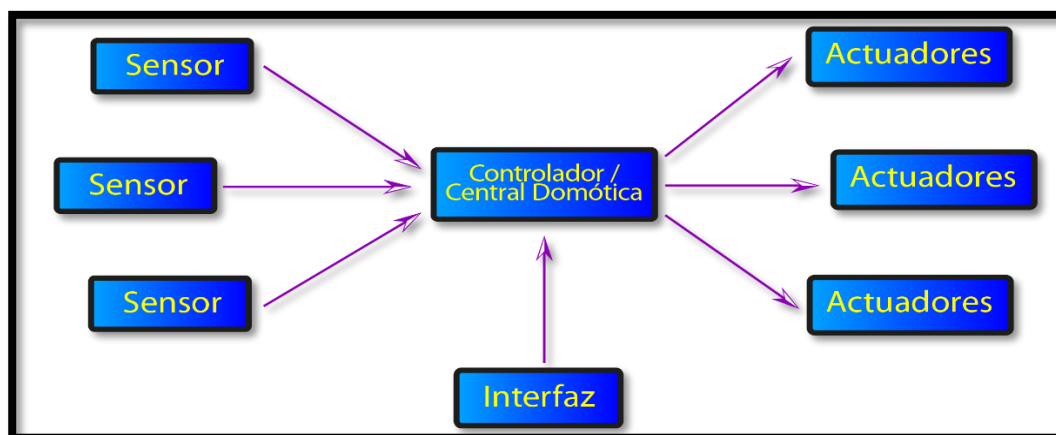 Sensor
Actuadores
Sensor
Controlador /
Central Domótica
Actuadores
Sensor
Actuadores
Interfaz